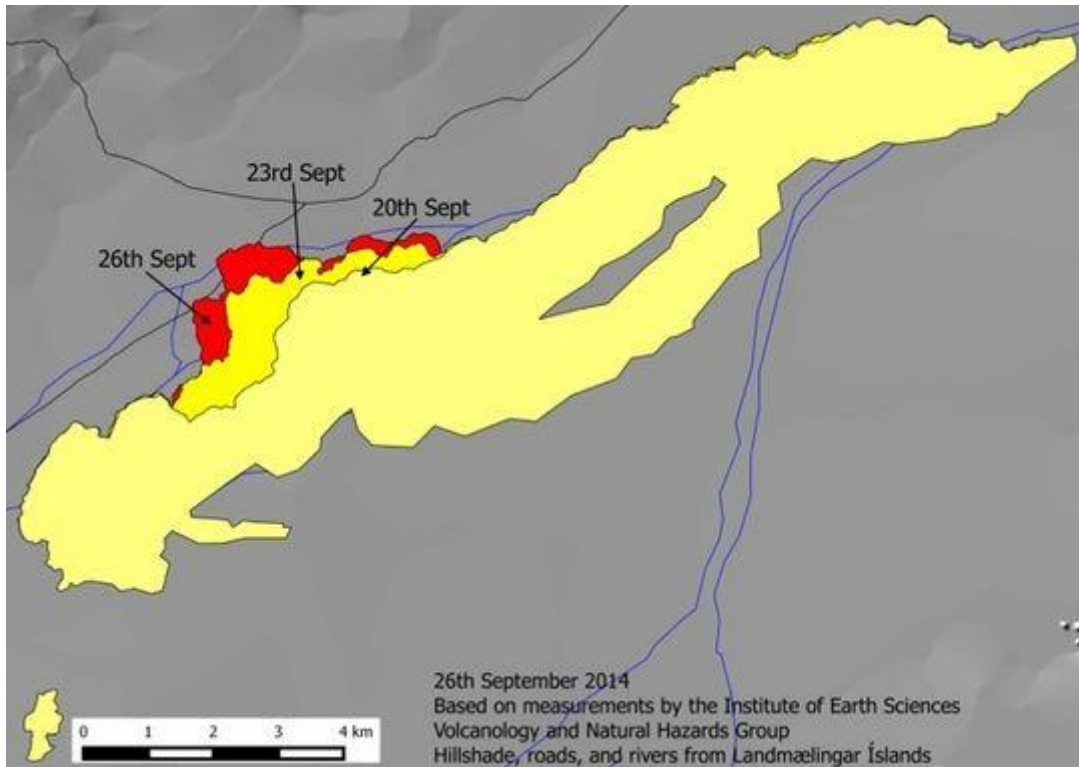 23rd Sept
20th Sept
26th Sept
26th September 2014
Based on measurements by the Institute of Earth Sciences
Volcanology and Natural Hazards Group
Hillshade, roads, and rivers from Landmælingar Íslands
0 1 2 3 4 km